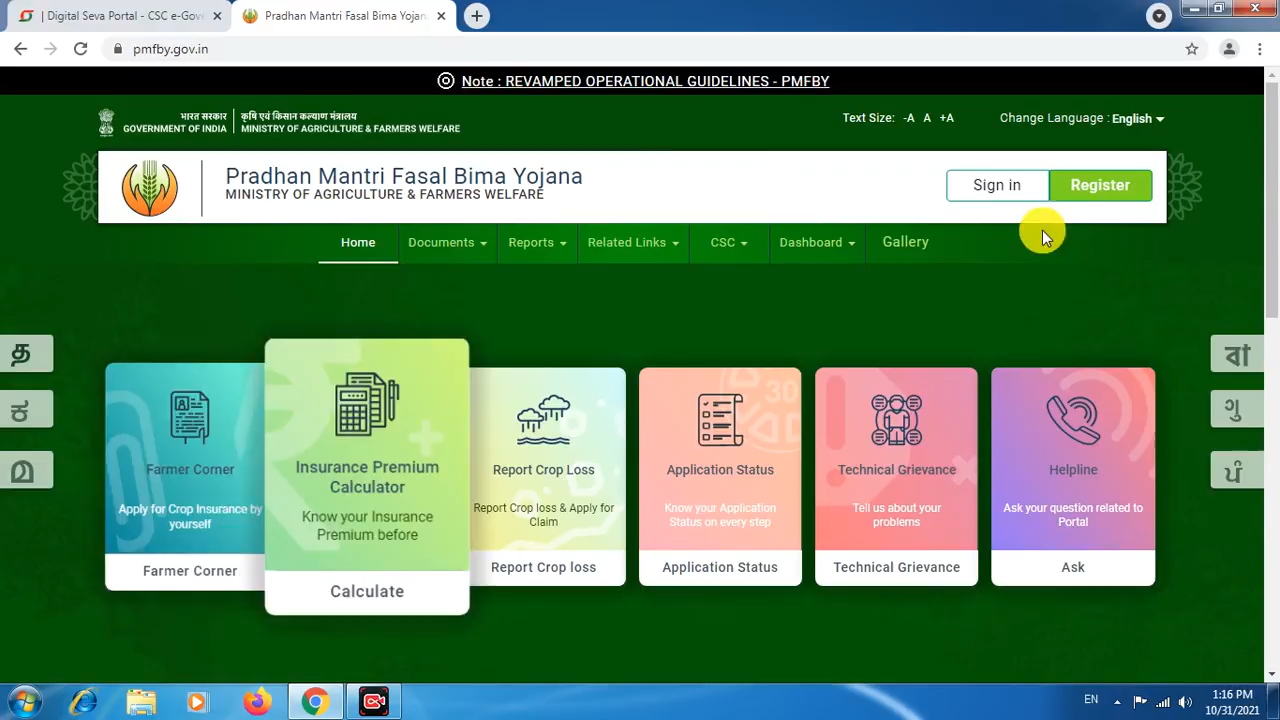 | Digital Seva Portal - CSC e-Gove
Pradhan Mantri Fasal Bima Yojana
pmfby.gov.in
Note : REVAMPED OPERATIONAL GUIDELINES - PMFBY
भारत सरकार
GOVERNMENT OF INDIA
कृषि एवं किसान कल्याण मंत्रालय
MINISTRY OF AGRICULTURE & FARMERS WELFARE
Text Size: -A A +A
Change Language : English
Pradhan Mantri Fasal Bima Yojana
MINISTRY OF AGRICULTURE & FARMERS WELFARE
Sign in
Register
Home
Documents
Reports
Related Links
CSC
Dashboard
Gallery
த
ಕ
മ
বা
ગુ
ਪੰ
Farmer Corner
Apply for Crop Insurance by
yourself
Farmer Corner
Insurance Premium
Calculator
Know your Insurance
Premium before
Calculate
Report Crop Loss
Report Crop loss & Apply for
Claim
Report Crop loss
Application Status
Know your Application
Status on every step
Application Status
Technical Grievance
Tell us about your
problems
Technical Grievance
Helpline
Ask your question related to
Portal
Ask
EN
1:16 PM
10/31/2021